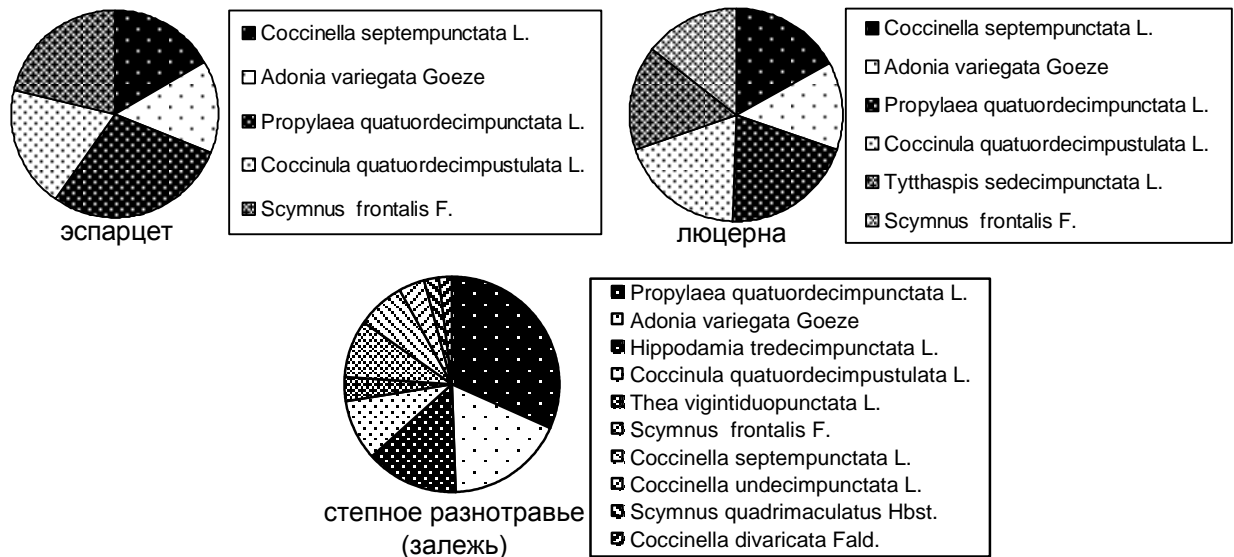 Coccinella septempunctata L.
Adonia variegata Goeze
Propylaea quatuordecimpunctata L.
Coccinula quatuordecimpustulata L.
Scymnus frontalis F.
эспарцет
Coccinella septempunctata L.
Adonia variegata Goeze
Propylaea quatuordecimpunctata L.
Coccinula quatuordecimpustulata L.
Tytthaspis sedecimpunctata L.
Scymnus frontalis F.
люцерна
Propylaea quatuordecimpunctata L.
Adonia variegata Goeze
Hippodamia tredecimpunctata L.
Coccinula quatuordecimpustulata L.
Thea vigintiduopunctata L.
Scymnus frontalis F.
Coccinella septempunctata L.
Coccinella undecimpunctata L.
Scymnus quadrimaculatus Hbst.
Coccinella divaricata Fald.
степное разнотравье
(залежь)